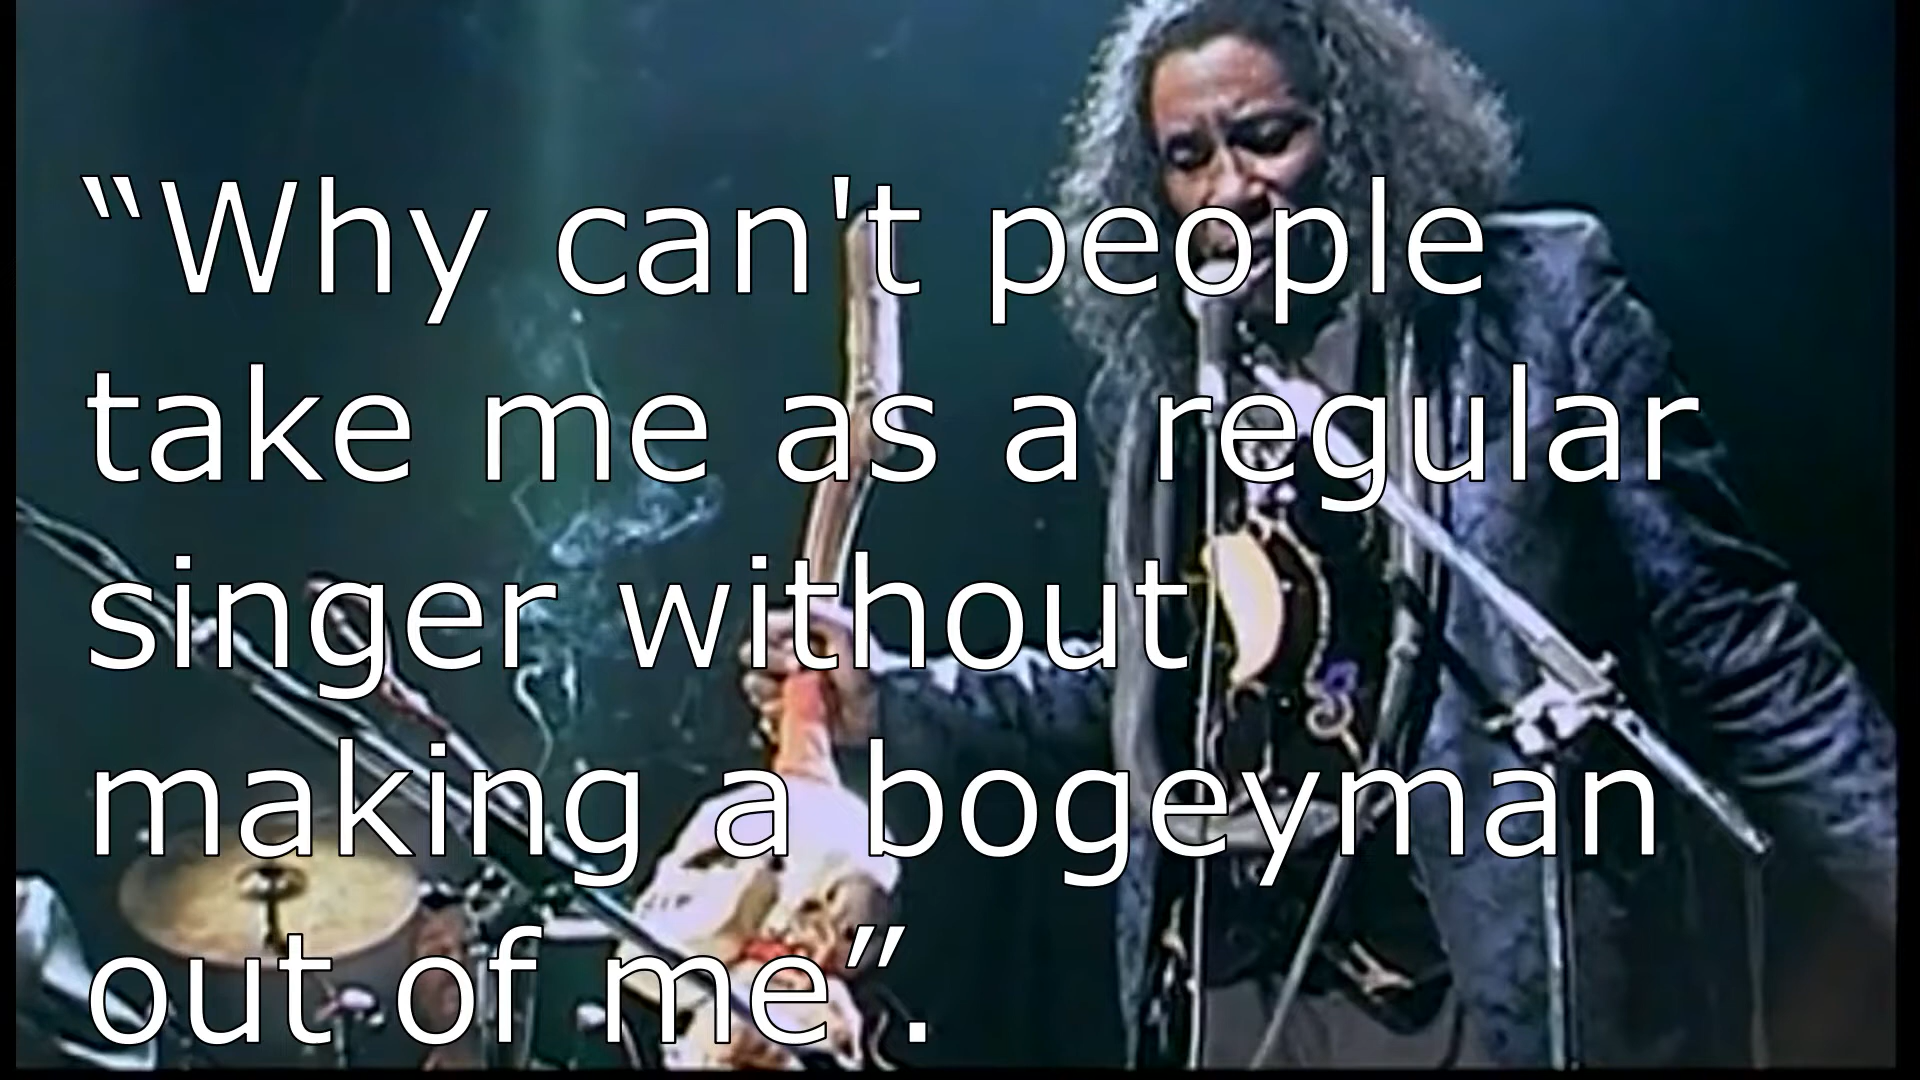 “Why can't people
take me as a regular
singer without
making a bogeyman
out of me”.